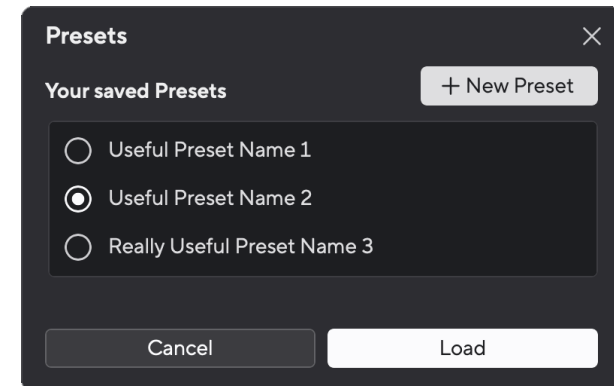 Presets
Your saved Presets
+ New Preset
Useful Preset Name 1
Useful Preset Name 2
Really Useful Preset Name 3
Cancel
Load